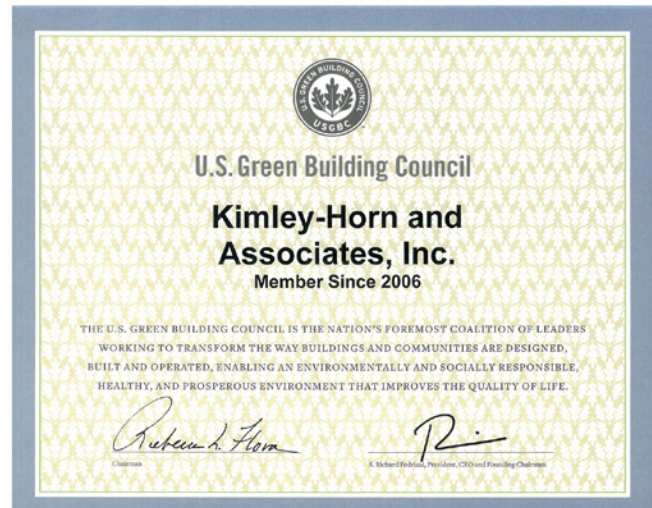 U.S. GREEN BUILDING COUNCIL
USGBC
U.S. Green Building Council
Kimley-Horn and
Associates, Inc.
Member Since 2006
THE U.S. GREEN BUILDING COUNCIL IS THE NATION'S FOREMOST COALITION OF LEADERS
WORKING TO TRANSFORM THE WAY BUILDINGS AND COMMUNITIES ARE DESIGNED,
BUILT AND OPERATED, ENABLING AN ENVIRONMENTALLY AND SOCIALLY RESPONSIBLE,
HEALTHY, AND PROSPEROUS ENVIRONMENT THAT IMPROVES THE QUALITY OF LIFE.
Chairman
S. Richard Fedrizzi, President, CEO and Founding Chairman